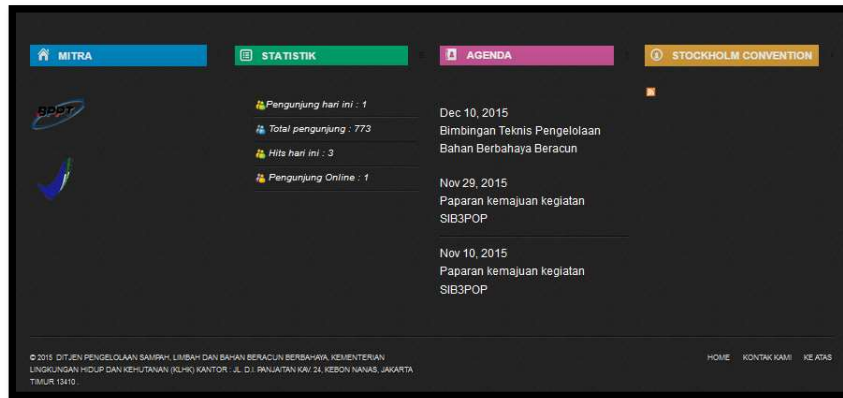 MITRA
BPPT
STATISTIK
Pengunjung hari ini : 1
Total pengunjung : 773
Hits hari ini : 3
Pengunjung Online : 1
AGENDA
Dec 10, 2015
Bimbingan Teknis Pengelolaan
Bahan Berbahaya Beracun
Nov 29, 2015
Paparan kemajuan kegiatan
SIB3POP
Nov 10, 2015
Paparan kemajuan kegiatan
SIB3POP
STOCKHOLM CONVENTION
© 2015 DITJEN PENGELOLAAN SAMPAH, LIMBAH DAN BAHAN BERACUN BERBAHAYA, KEMENTERIAN
LINGKUNGAN HIDUP DAN KEHUTANAN (KLHK) KANTOR : JL. D.I. PANJAITAN KAV. 24, KEBON NANAS, JAKARTA
TIMUR 13410 .
HOME KONTAK KAMI KE ATAS